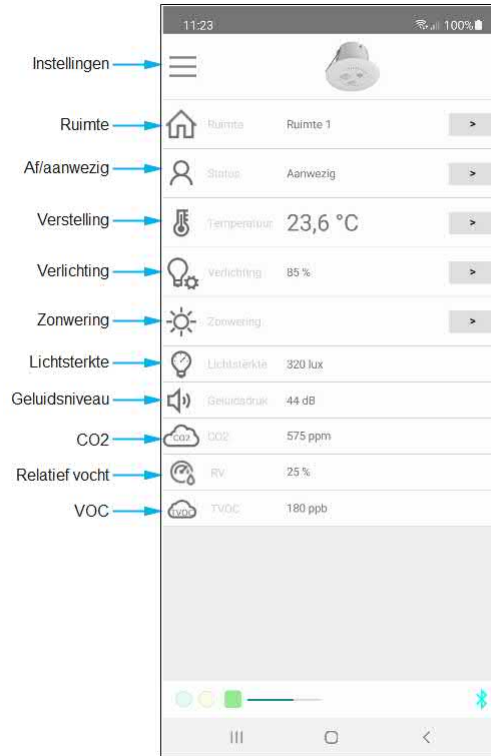 11:23 100%
Instellingen
Ruimte Ruimte Ruimte 1 >
Af/aanwezig Status Aanwezig >
Verstelling Temperatuur 23,6 °C >
Verlichting Verlichting 85 % >
Zonwering Zonwering >
Lichtsterkte Lichtsterkte 320 lux
Geluidsniveau Geluidsdruk 44 dB
CO2 CO2 CO2 575 ppm
Relatief vocht RV 25 %
VOC TVOC TVOC 180 ppb